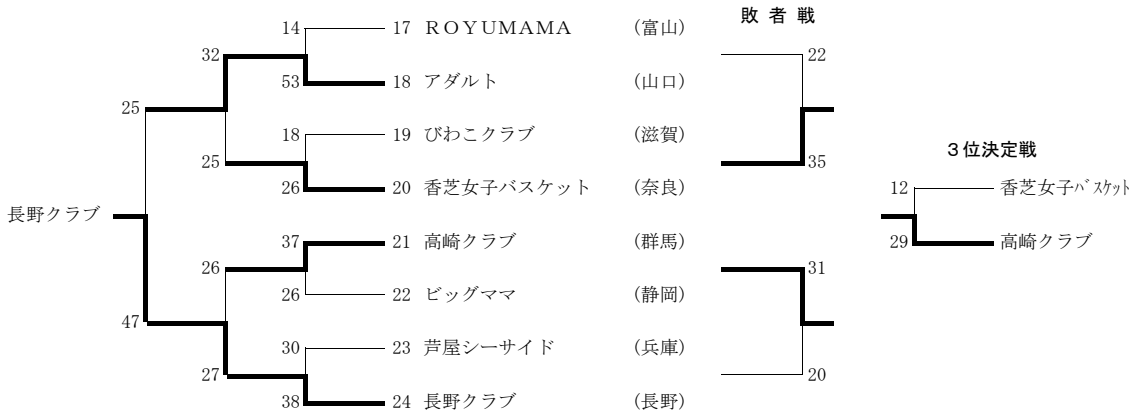 敗 者 戦
14 17 ROYUMAMA (富山)
32 22
53 18 アダルト (山口)
25
18 19 びわこクラブ (滋賀)
25 35
3位決定戦
26 20 香芝女子バスケット (奈良)
12 香芝女子バスケット
長野クラブ
37 21 高崎クラブ (群馬)
29 高崎クラブ
26 31
26 22 ビッグママ (静岡)
47
30 23 芦屋シーサイド (兵庫)
27 20
38 24 長野クラブ (長野)